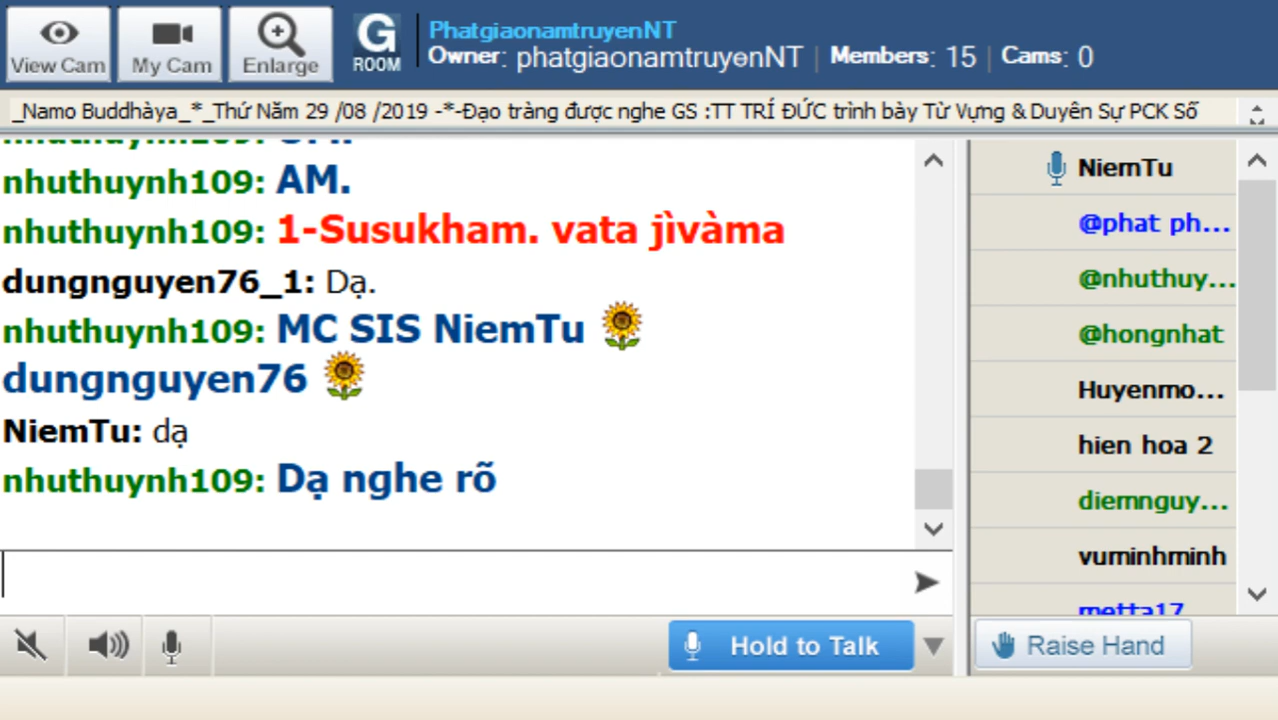 View Cam
My Cam
Enlarge
G
ROOM
PhatgiaonamtruyenNT
Owner: phatgiaonamtruyenNT | Members: 15 | Cams: 0
_Namo Buddhàya_*_Thứ Năm 29 /08 /2019 -*-Đạo tràng được nghe GS :TT TRÍ ĐỨC trình bày Từ Vựng & Duyên Sự PCK Số
nhuthuynh109:
nhuthuynh109: AM.
nhuthuynh109: 1-Susukham. vata jìvàma
dungnguyen76_1: Dạ.
nhuthuynh109: MC SIS NiemTu
dungnguyen76
NiemTu: dạ
nhuthuynh109: Dạ nghe rõ
NiemTu
@phat ph...
@nhuthuy...
@hongnhat
Huyenmo...
hien hoa 2
diemnguy...
vuminhminh
metta17
Hold to Talk
Raise Hand